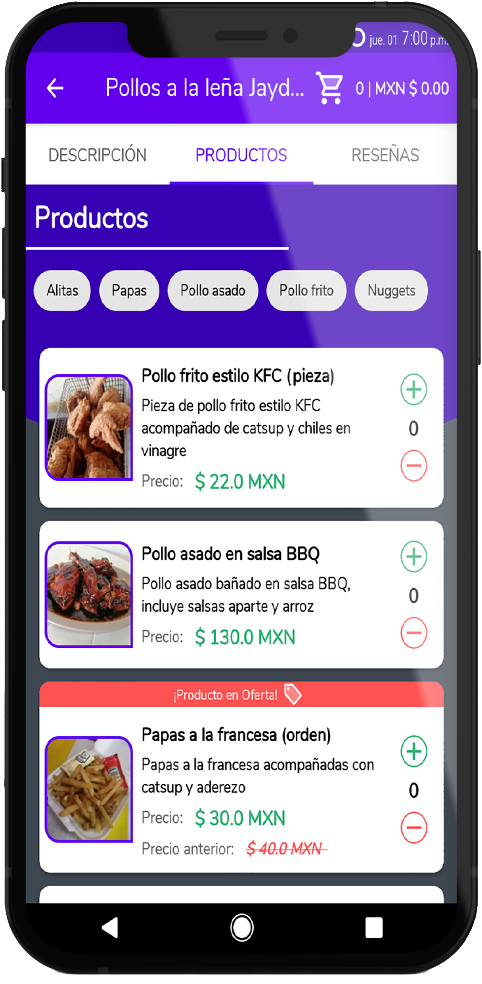 jue. 01 7:00 p.m.
Pollos a la leña Jayd... 0 | MXN $ 0.00
DESCRIPCIÓN PRODUCTOS RESEÑAS
Productos
Alitas Papas Pollo asado Pollo frito Nuggets
Pollo frito estilo KFC (pieza)
Pieza de pollo frito estilo KFC
acompañado de catsup y chiles en
vinagre
0
Precio: $ 22.0 MXN
Pollo asado en salsa BBQ
Pollo asado bañado en salsa BBQ,
incluye salsas aparte y arroz
0
Precio: $ 130.0 MXN
¡Producto en Oferta!
Papas a la francesa (orden)
Papas a la francesa acompañadas con
catsup y aderezo
0
Precio: $ 30.0 MXN
Precio anterior: $ 40.0 MXN